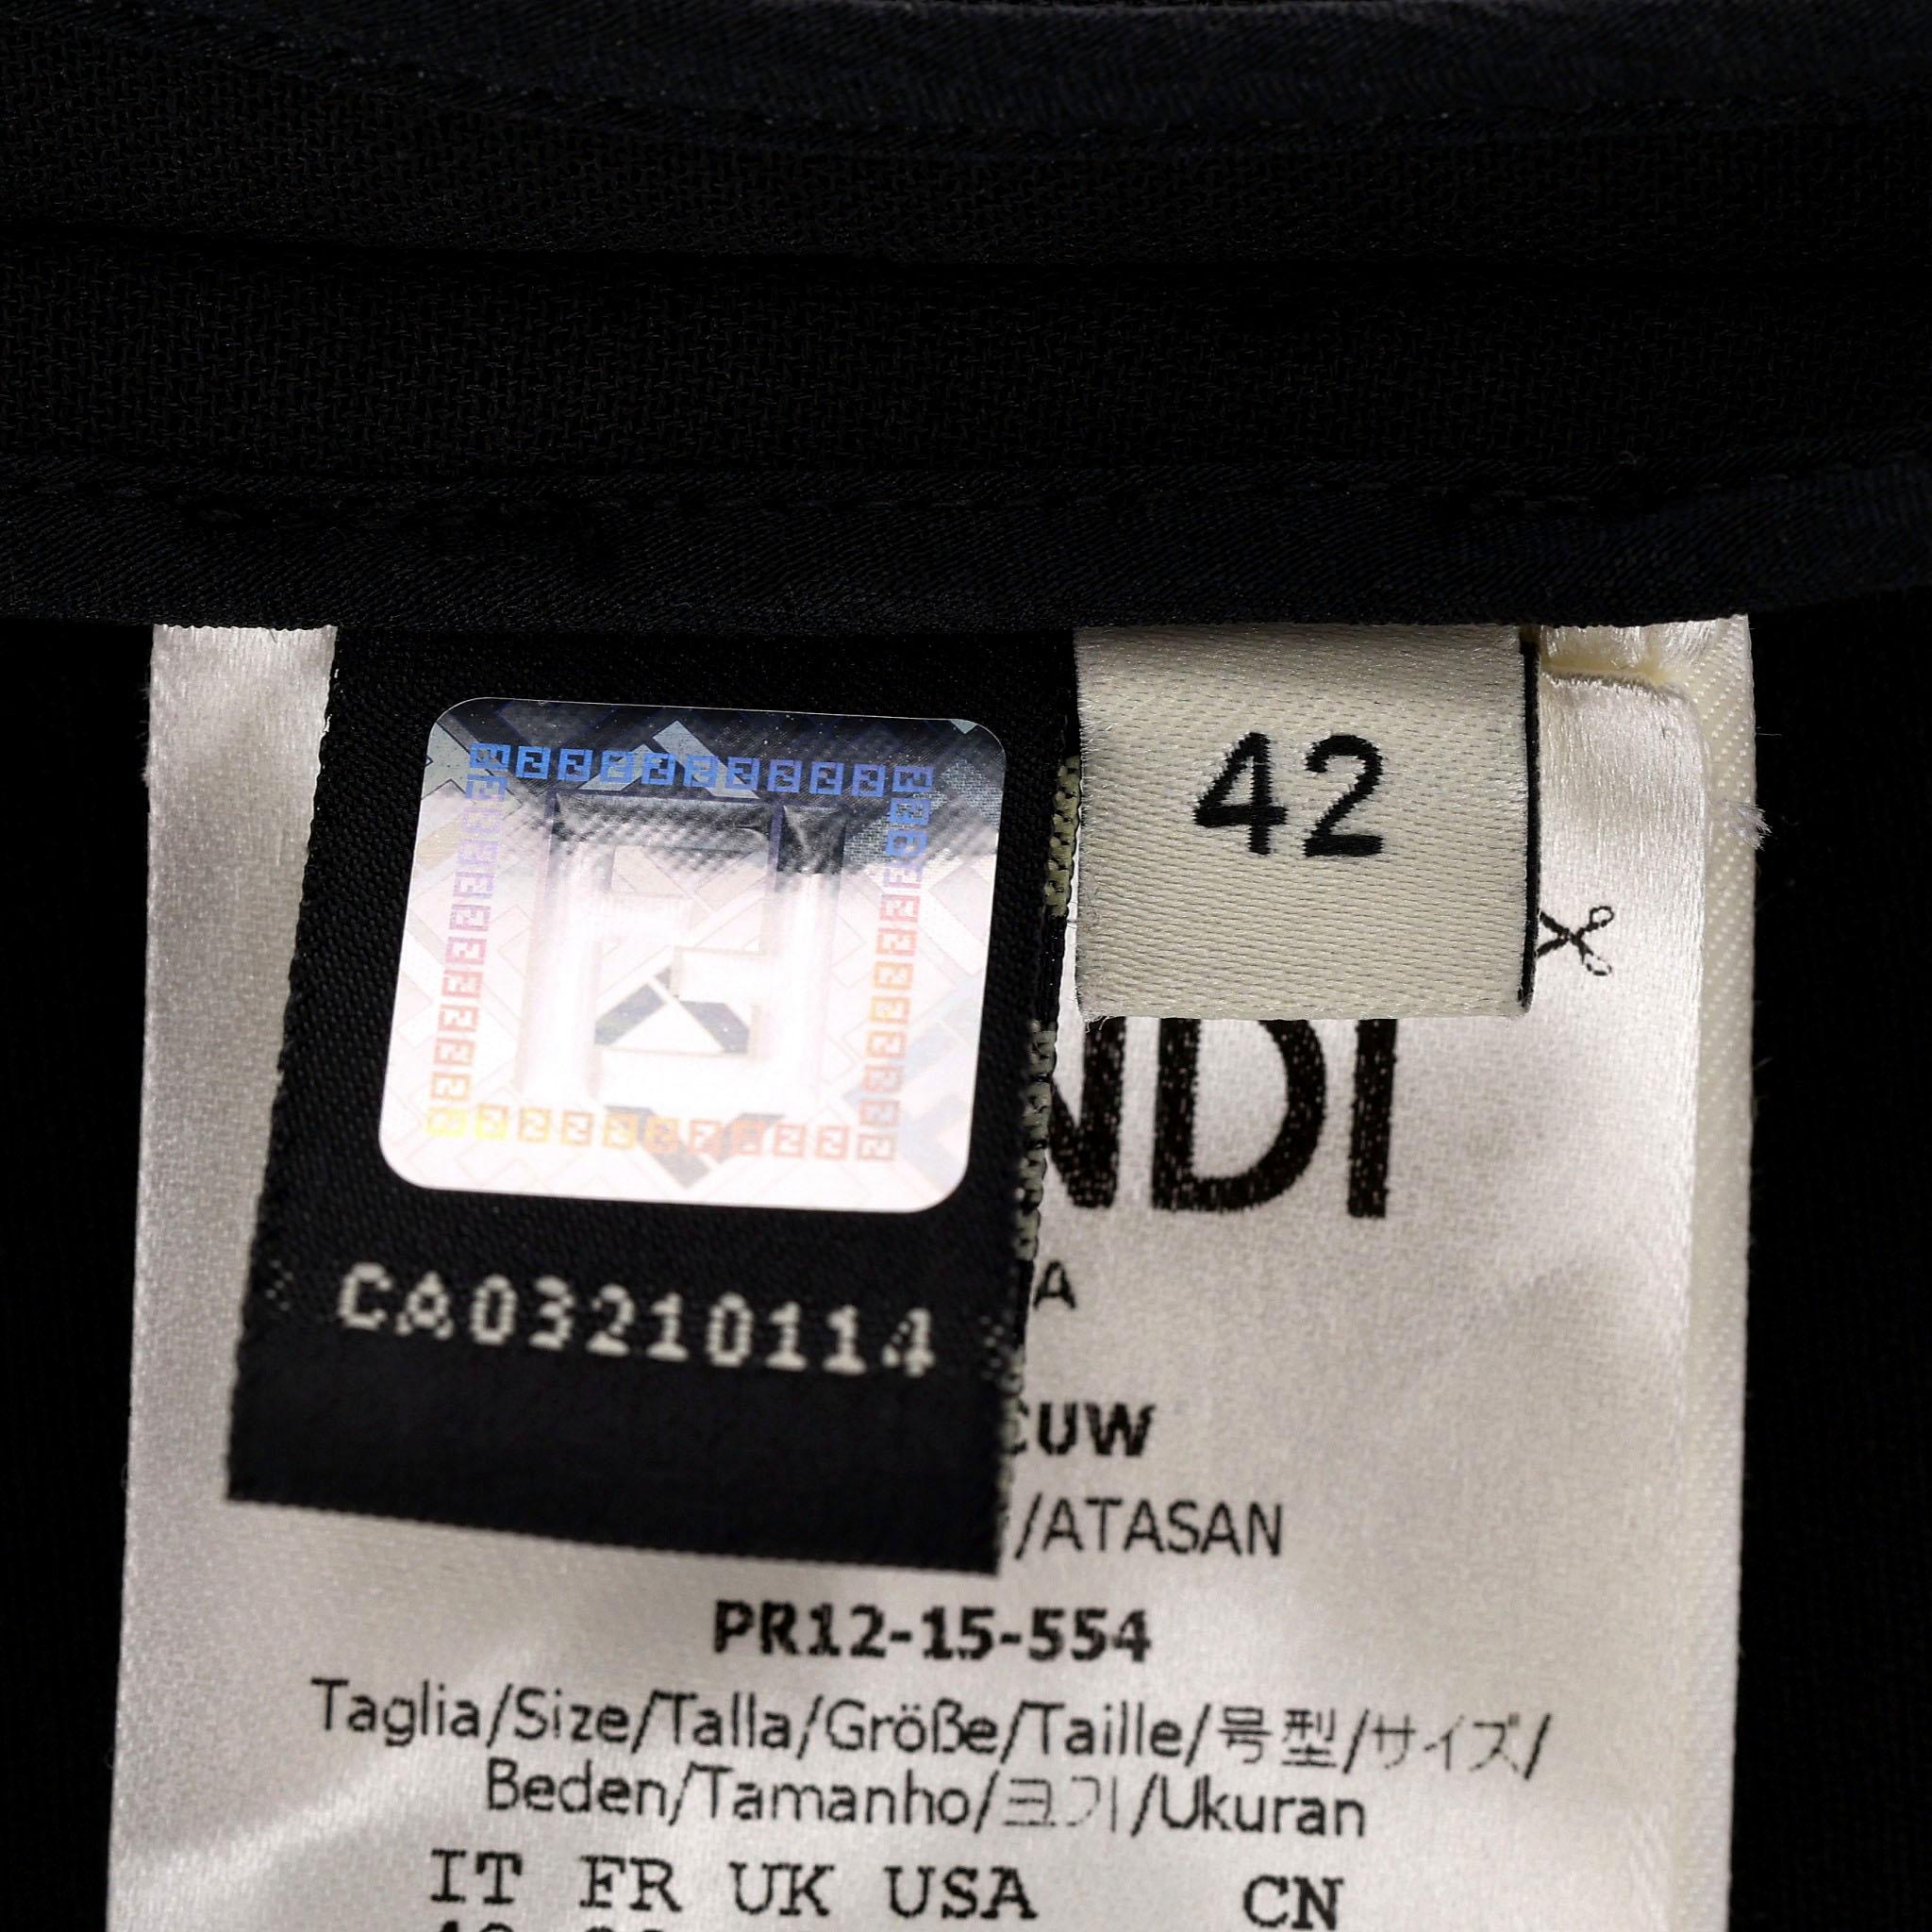 42
NDI
A
CA03210114
CUW
/ATASAN
PR12-15-554
Taglia/Size/Talla/Größe/Taille/号型/サイズ/
Beden/Tamanho/크기/Ukuran
IT FR UK USA CN